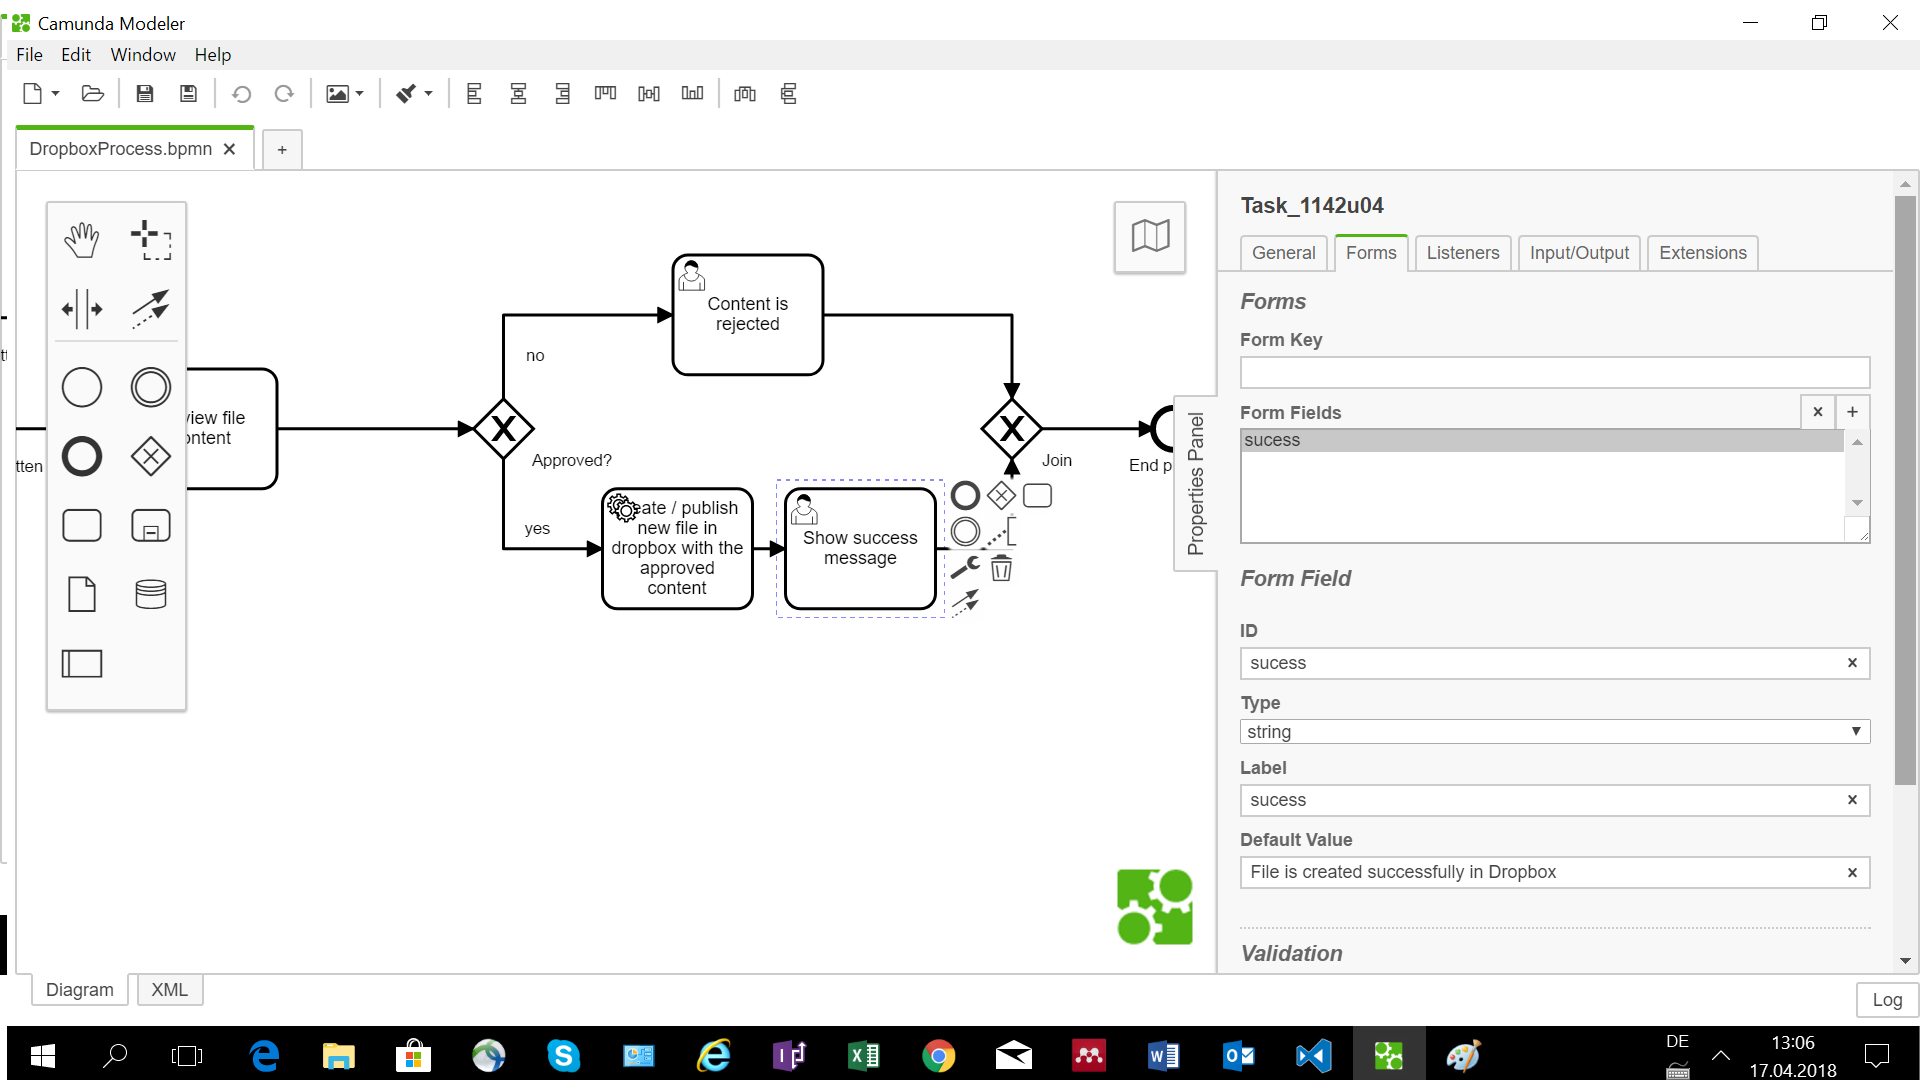 Camunda Modeler
File Edit Window Help
DropboxProcess.bpmn
+
Task_1142u04
General Forms Listeners Input/Output Extensions
Forms
Form Key
Form Fields
sucess
Form Field
ID
sucess
Type
string
Label
sucess
Default Value
File is created successfully in Dropbox
Validation
Properties Panel
Content is
rejected
no
view file
Approved?
Join
End p
tten
yes
eate / publish
new file in
dropbox with the
approved
content
Show success
message
Diagram XML
Log
DE
13:06
17.04.2018